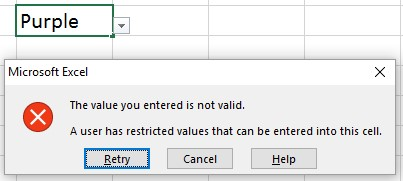 Purple
Microsoft Excel
The value you entered is not valid.
A user has restricted values that can be entered into this cell.
Retry Cancel Help